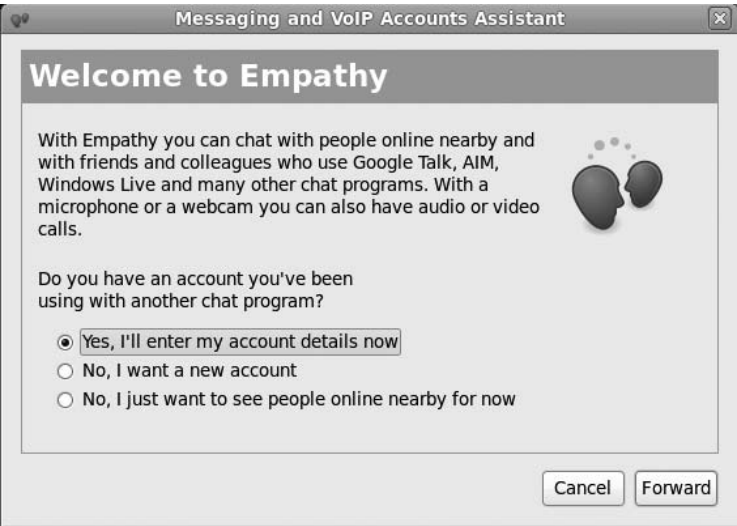 Messaging and VoIP Accounts Assistant
Welcome to Empathy
With Empathy you can chat with people online nearby and
with friends and colleagues who use Google Talk, AIM,
Windows Live and many other chat programs. With a
microphone or a webcam you can also have audio or video
calls.
Do you have an account you've been
using with another chat program?
Yes, I'll enter my account details now
No, I want a new account
No, I just want to see people online nearby for now
Cancel Forward